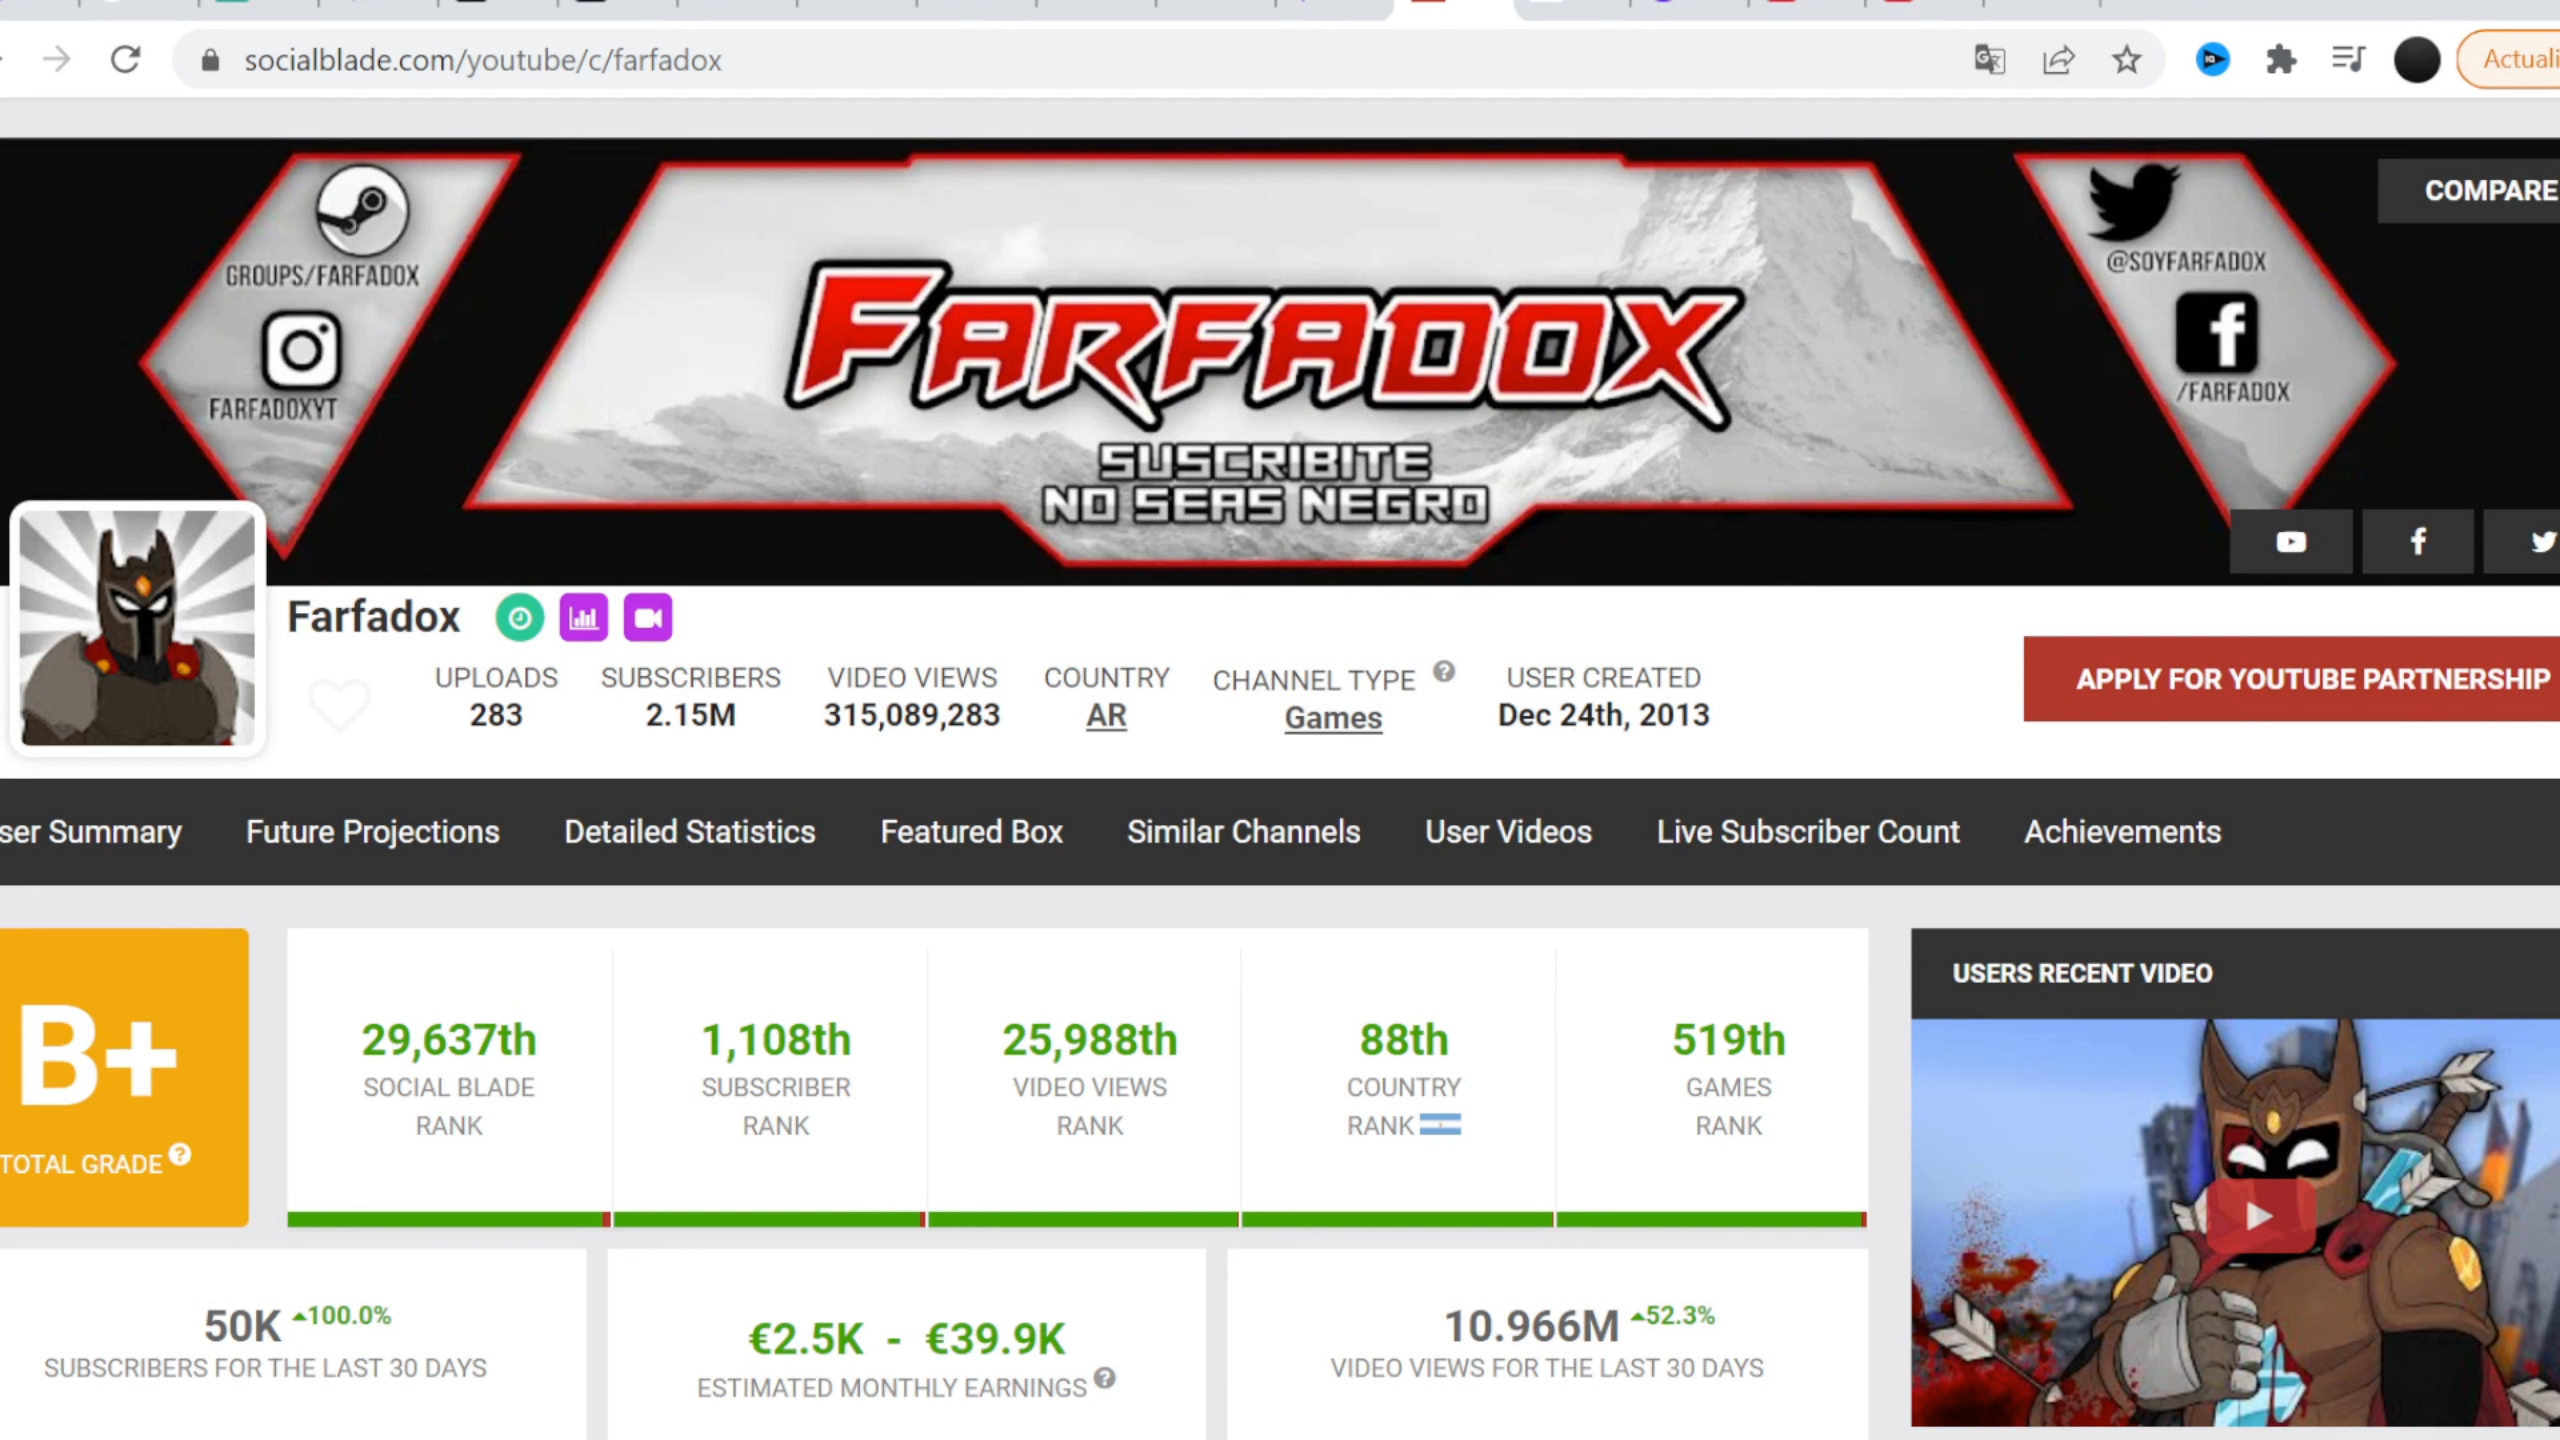 socialblade.com/youtube/c/farfadox
Actuali
GROUPS/FARFADOX
FARFADOXYT
FARFADOX
SUSCRIBITE
NO SEAS NEGRO
@SOYFARFADOX
/FARFADOX
COMPARE
Farfadox
UPLOADS
283
SUBSCRIBERS
2.15M
VIDEO VIEWS
315,089,283
COUNTRY
AR
CHANNEL TYPE
Games
USER CREATED
Dec 24th, 2013
APPLY FOR YOUTUBE PARTNERSHIP
ser Summary
Future Projections
Detailed Statistics
Featured Box
Similar Channels
User Videos
Live Subscriber Count
Achievements
B+
TOTAL GRADE
29,637th
SOCIAL BLADE
RANK
1,108th
SUBSCRIBER
RANK
25,988th
VIDEO VIEWS
RANK
88th
COUNTRY
RANK
519th
GAMES
RANK
USERS RECENT VIDEO
50K 100.0%
SUBSCRIBERS FOR THE LAST 30 DAYS
€2.5K - €39.9K
ESTIMATED MONTHLY EARNINGS
10.966M 52.3%
VIDEO VIEWS FOR THE LAST 30 DAYS